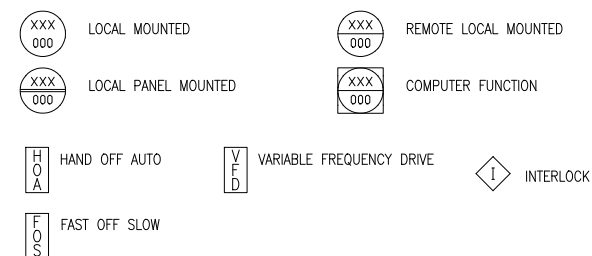 XXX
000
LOCAL MOUNTED
XXX
000
REMOTE LOCAL MOUNTED
XXX
000
LOCAL PANEL MOUNTED
XXX
000
COMPUTER FUNCTION
H
O
A
HAND OFF AUTO
V
F
D
VARIABLE FREQUENCY DRIVE
I
INTERLOCK
F
O
S
FAST OFF SLOW